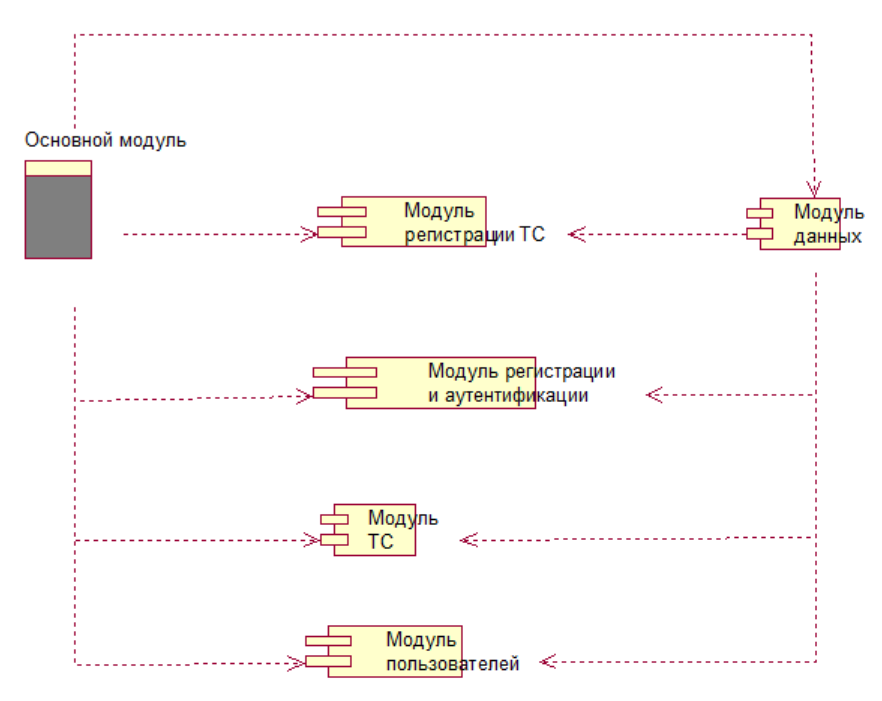 Основной модуль
Модуль
регистрации ТС
Модуль
данных
Модуль регистрации
и аутентификации
Модуль
ТС
Модуль
пользователей